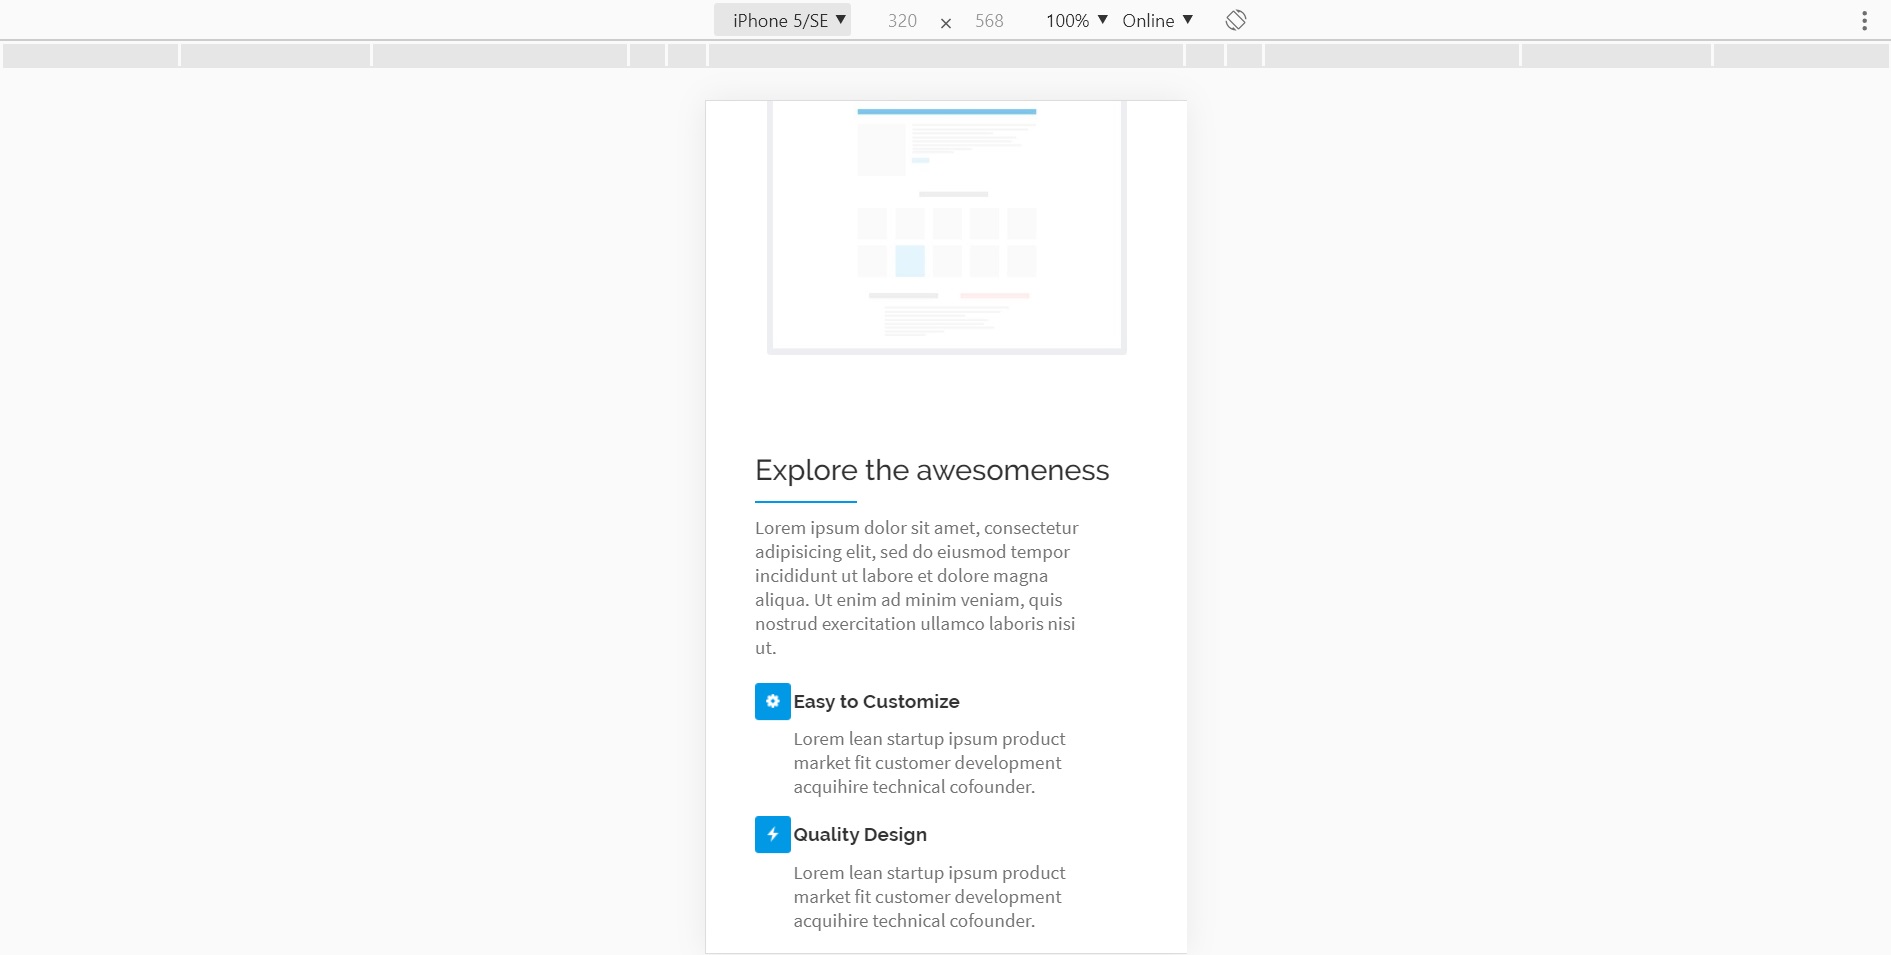 iPhone 5/SE ▼ 320 × 568 100% ▼ Online ▼
Explore the awesomeness
Lorem ipsum dolor sit amet, consectetur
adipisicing elit, sed do eiusmod tempor
incididunt ut labore et dolore magna
aliqua. Ut enim ad minim veniam, quis
nostrud exercitation ullamco laboris nisi
ut.
Easy to Customize
Lorem lean startup ipsum product
market fit customer development
acquihire technical cofounder.
Quality Design
Lorem lean startup ipsum product
market fit customer development
acquihire technical cofounder.